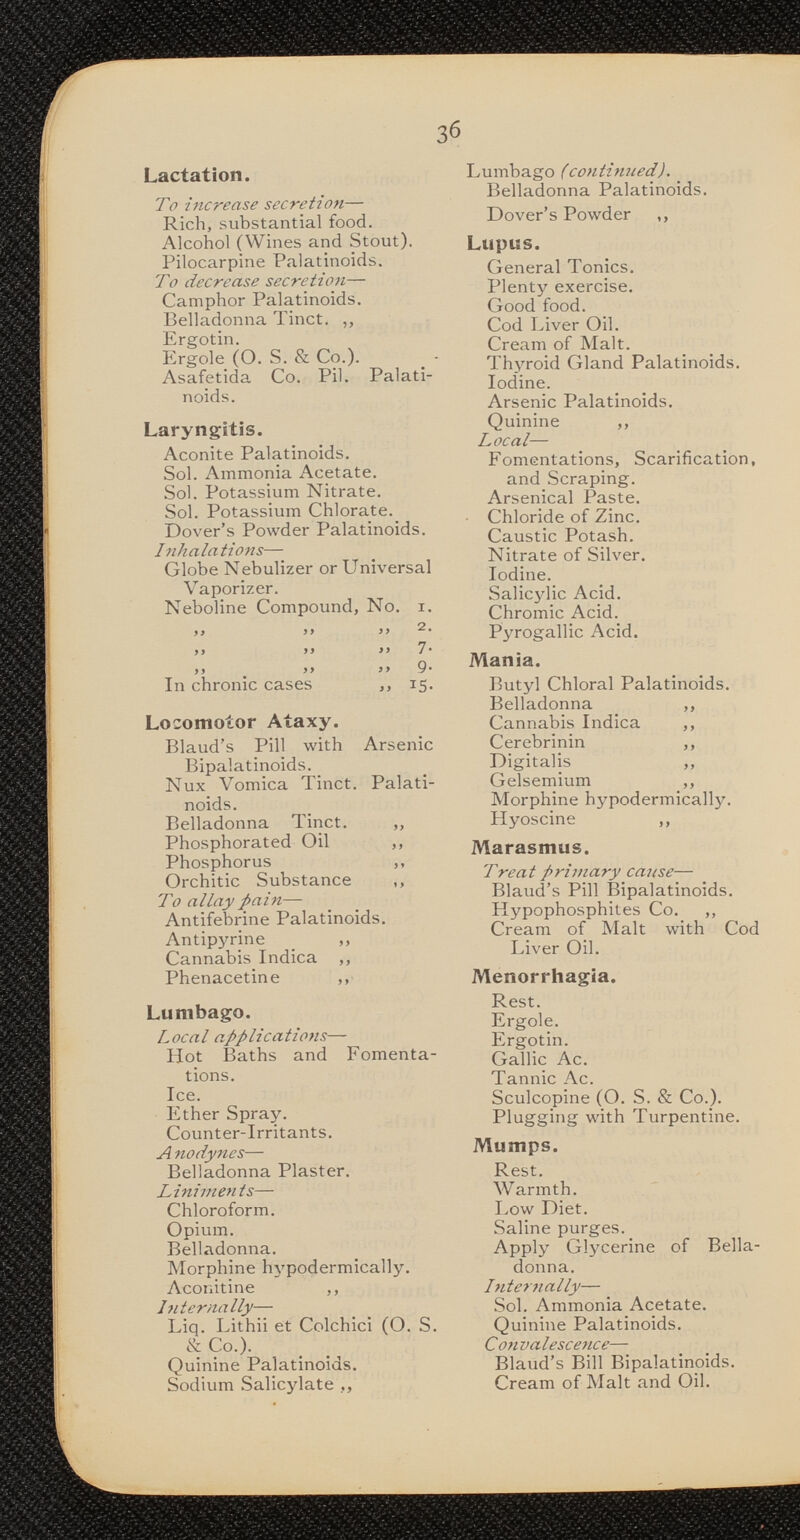 36
Lactation.
To increase secretion—
Rich, substantial food.
Alcohol (Wines and Stout).
Pilocarpine Palatinoids.
To decrease secretion—
Camphor Palatinoids.
Belladonna Tinct. ,,
Ergotin.
Ergole (O. S. & Co.).
Asafetida Co. Pil. Palati-
noids.
Laryngitis.
Aconite Palatinoids.
Sol. Ammonia Acetate.
Sol. Potassium Nitrate.
Sol. Potassium Chlorate.
Dover's Powder Palatinoids.
Inhalations—
Globe Nebulizer or Universal
Vaporizer.
Neboline Compound, No. 1.
,, ,, ,, 2.
,, ,, ,, 7.
,, ,, ,, 9.
In chronic cases ,, 15.
Locomotor Ataxy.
Blaud's Pill with Arsenic
Bipalatinoids.
Nux Vomica Tinct. Palati-
noids.
Belladonna Tinct. ,,
Phosphorated Oil ,,
Phosphorus ,,
Orchitic Substance ,,
To allay pain—
Antifebrine Palatinoids.
Antipyrine ,,
Cannabis Indica ,,
Phenacetine ,,
Lumbago.
Local applications—
Hot Baths and Fomenta-
tions.
Ice.
Ether Spray.
Counter-Irritants.
Anodynes—
Belladonna Plaster.
Liniments—
Chloroform.
Opium.
Belladonna.
Morphine hypodermically.
Aconitine ,,
Internally—
Liq. Lithii et Colchici (O. S.
& Co.).
Quinine Palatinoids.
Sodium Salicylate ,,
Lumbago (continued).
Belladonna Palatinoids.
Dover's Powder ,,
Lupus.
General Tonics.
Plenty exercise.
Good food.
Cod Liver Oil.
Cream of Malt.
Thyroid Gland Palatinoids.
Iodine.
Arsenic Palatinoids.
Quinine ,,
Local—
Fomentations, Scarification,
and Scraping.
Arsenical Paste.
Chloride of Zinc.
Caustic Potash.
Nitrate of Silver.
Iodine.
Salicylic Acid.
Chromic Acid.
Pyrogallic Acid.
Mania.
Butyl Chloral Palatinoids.
Belladonna ,,
Cannabis Indica ,,
Cerebrinin ,,
Digitalis ,,
Gelsemium ,,
Morphine hypodermically.
Hyoscine ,,
Marasmus.
Treat primary cause—
Blaud's Pill Bipalatinoids.
Hypophosphites Co. ,,
Cream of Malt with Cod
Liver Oil.
Menorrhagia.
Rest.
Ergole.
Ergotin.
Gallic Ac.
Tannic Ac.
Sculcopine (O. S. & Co.).
Plugging with Turpentine.
Mumps.
Rest.
Warmth.
Low Diet.
Saline purges.
Apply Glycerine of Bella-
donna.
Internally—
Sol. Ammonia Acetate.
Quinine Palatinoids.
Convalescence—
Blaud's Bill Bipalatinoids.
Cream of Malt and Oil.